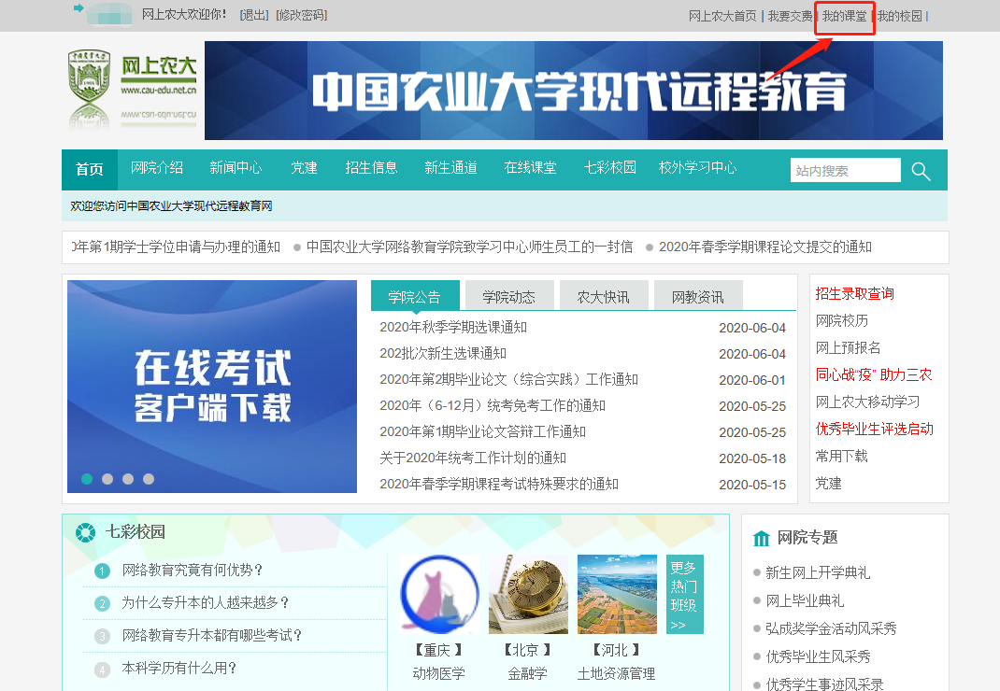 网上农大欢迎你! [退出] [修改密码]
网上农大首页 | 我要交费 | 我的课堂 | 我的校园 |
网上农大
www.cau-edu.net.cn
中国农业大学现代远程教育
首页 网院介绍 新闻中心 党建 招生信息 新生通道 在线课堂 七彩校园 校外学习中心 站内搜索
欢迎您访问中国农业大学现代远程教育网
0年第1期学士学位申请与办理的通知 ● 中国农业大学网络教育学院致学习中心师生员工的一封信 ● 2020年春季学期课程论文提交的通知
在线考试
客户端下载
学院公告 学院动态 农大快讯 网教资讯
2020年秋季学期选课通知 2020-06-04
202批次新生选课通知 2020-06-04
2020年第2期毕业论文(综合实践)工作通知 2020-06-01
2020年(6-12月)统考免考工作的通知 2020-05-25
2020年第1期毕业论文答辩工作通知 2020-05-25
关于2020年统考工作计划的通知 2020-05-18
2020年春季学期课程考试特殊要求的通知 2020-05-15
招生录取查询
网院校历
网上预报名
同心战“疫” 助力三农
网上农大移动学习
优秀毕业生评选启动
常用下载
党建
七彩校园
1 网络教育究竟有何优势?
2 为什么专升本的人越来越多?
3 网络教育专升本都有哪些考试?
4 本科学历有什么用?
【重庆 】
动物医学
【北京 】
金融学
【河北 】
土地资源管理
更多
热门
班级
>>
网院专题
新生网上开学典礼
网上毕业典礼
弘成奖学金活动风采秀
优秀毕业生风采秀
优秀学生事迹风采录